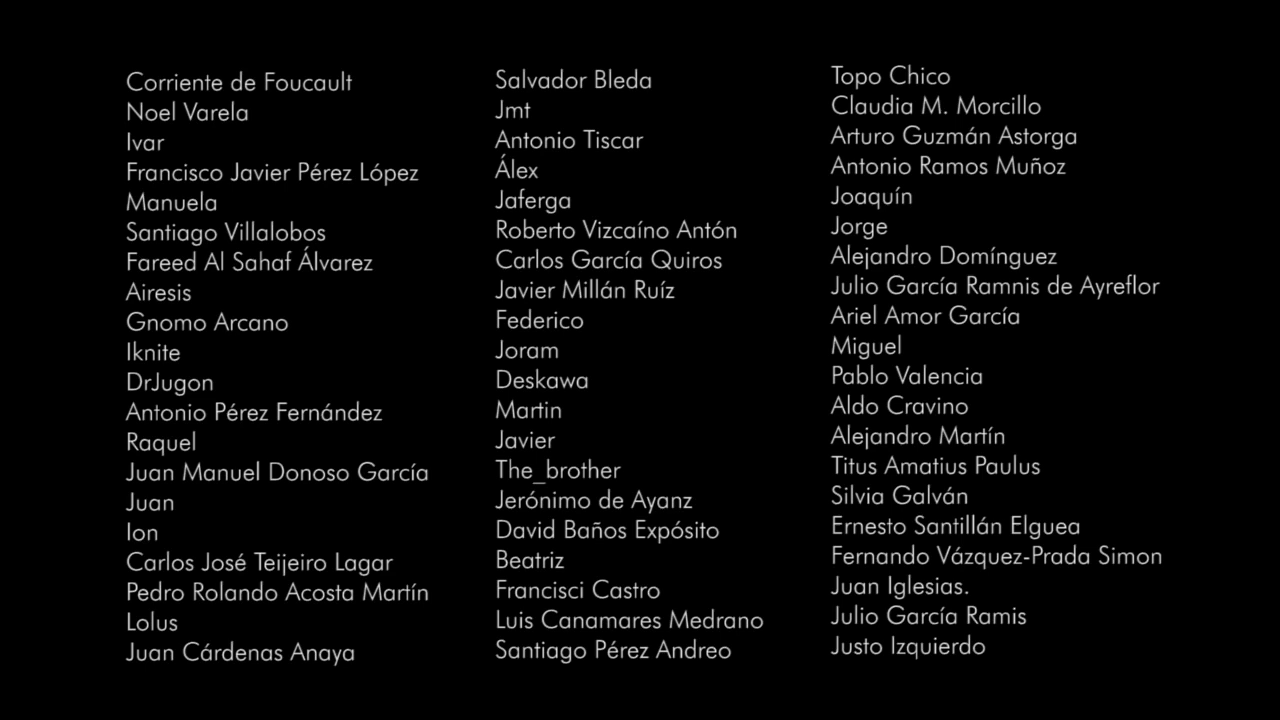 Corriente de Foucault
Noel Varela
Ivar
Francisco Javier Pérez López
Manuela
Santiago Villalobos
Fareed Al Sahaf Álvarez
Airesis
Gnomo Arcano
Iknite
DrJugon
Antonio Pérez Fernández
Raquel
Juan Manuel Donoso García
Juan
Ion
Carlos José Teijeiro Lagar
Pedro Rolando Acosta Martín
Lolus
Juan Cárdenas Anaya
Salvador Bleda
Jmt
Antonio Tiscar
Álex
Jaferga
Roberto Vizcaíno Antón
Carlos García Quiros
Javier Millán Ruíz
Federico
Joram
Deskawa
Martin
Javier
The_brother
Jerónimo de Ayanz
David Baños Expósito
Beatriz
Francisci Castro
Luis Canamares Medrano
Santiago Pérez Andreo
Topo Chico
Claudia M. Morcillo
Arturo Guzmán Astorga
Antonio Ramos Muñoz
Joaquín
Jorge
Alejandro Domínguez
Julio García Ramnis de Ayreflor
Ariel Amor García
Miguel
Pablo Valencia
Aldo Cravino
Alejandro Martín
Titus Amatius Paulus
Silvia Galván
Ernesto Santillán Elguea
Fernando Vázquez-Prada Simon
Juan Iglesias.
Julio García Ramis
Justo Izquierdo